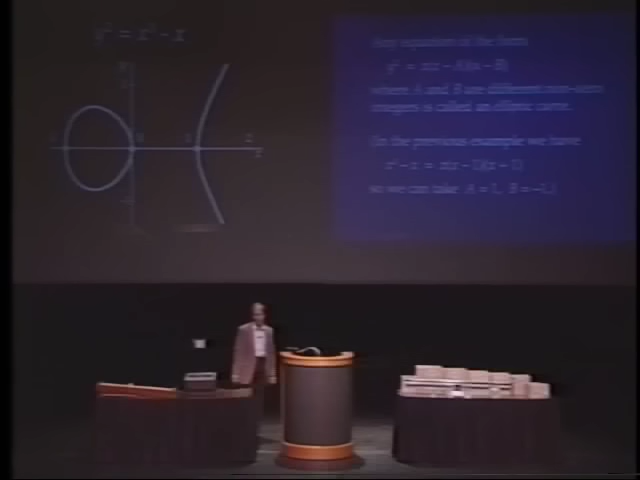 y² = x³ - x
Any equation of the form
y² = x(x - A)(x - B)
where A and B are different non-zero
integers is called an elliptic curve.
(In the previous example we have
x³ - x = x(x - 1)(x + 1)
so we can take A = 1, B = -1.)